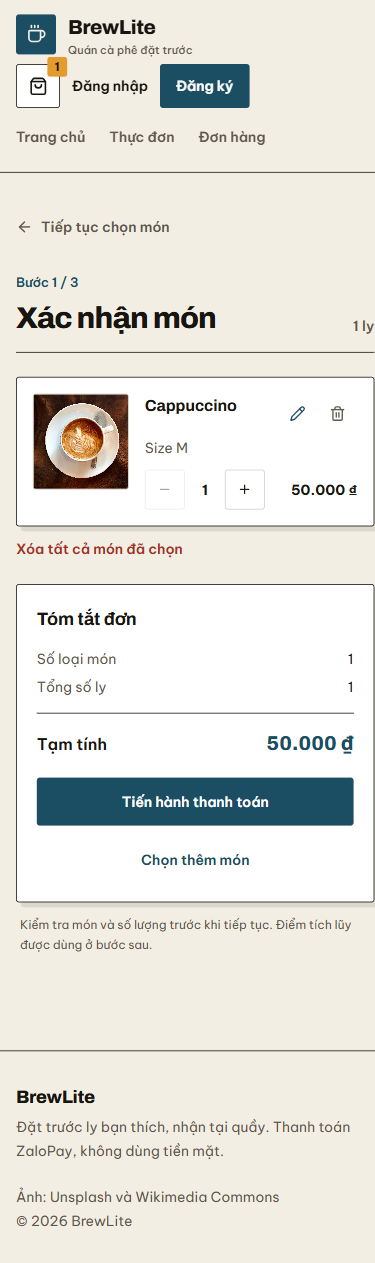 BrewLite
Quán cà phê đặt trước
1
Đăng nhập
Đăng ký
Trang chủ
Thực đơn
Đơn hàng
Tiếp tục chọn món
Bước 1 / 3
Xác nhận món
1 ly
Cappuccino
Size M
1
50.000 ₫
Xóa tất cả món đã chọn
Tóm tắt đơn
Số loại món 1
Tổng số ly 1
Tạm tính 50.000 ₫
Tiến hành thanh toán
Chọn thêm món
Kiểm tra món và số lượng trước khi tiếp tục. Điểm tích lũy
được dùng ở bước sau.
BrewLite
Đặt trước ly bạn thích, nhận tại quầy. Thanh toán
ZaloPay, không dùng tiền mặt.
Ảnh: Unsplash và Wikimedia Commons
© 2026 BrewLite